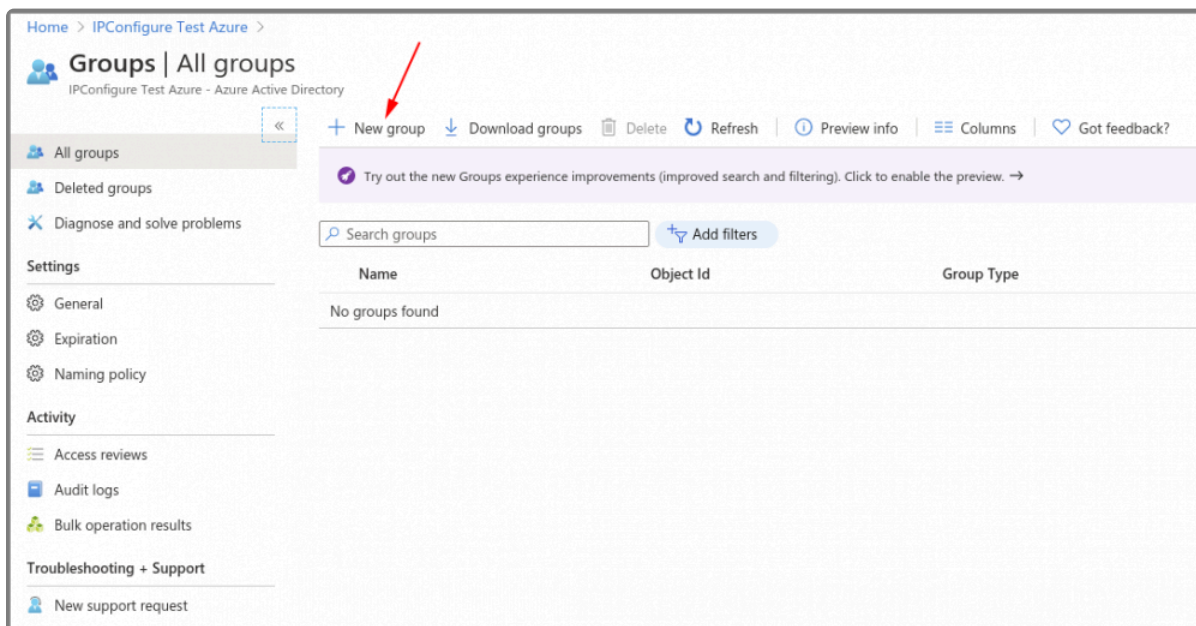 Home > IPConfigure Test Azure >
Groups | All groups
IPConfigure Test Azure - Azure Active Directory
«
All groups
Deleted groups
Diagnose and solve problems
Settings
General
Expiration
Naming policy
Activity
Access reviews
Audit logs
Bulk operation results
Troubleshooting + Support
New support request
New group Download groups Delete Refresh Preview info Columns Got feedback?
Try out the new Groups experience improvements (improved search and filtering). Click to enable the preview. →
Search groups Add filters
Name Object Id Group Type
No groups found